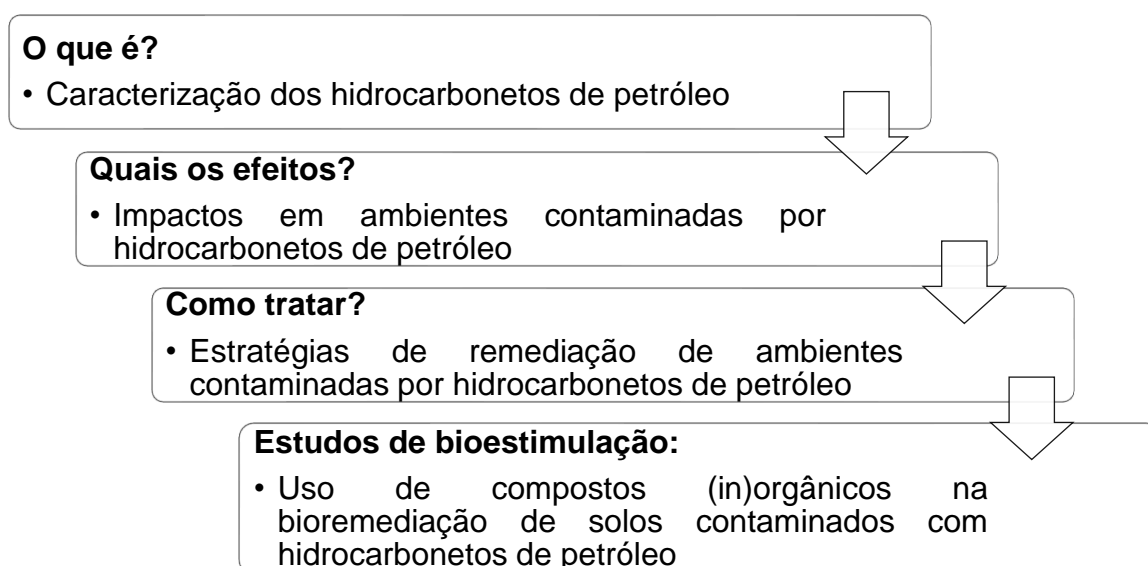 O que é?
• Caracterização dos hidrocarbonetos de petróleo
Quais os efeitos?
• Impactos em ambientes contaminadas por
hidrocarbonetos de petróleo
Como tratar?
• Estratégias de remediação de ambientes
contaminadas por hidrocarbonetos de petróleo
Estudos de bioestimulação:
• Uso de compostos (in)orgânicos na
bioremediação de solos contaminados com
hidrocarbonetos de petróleo